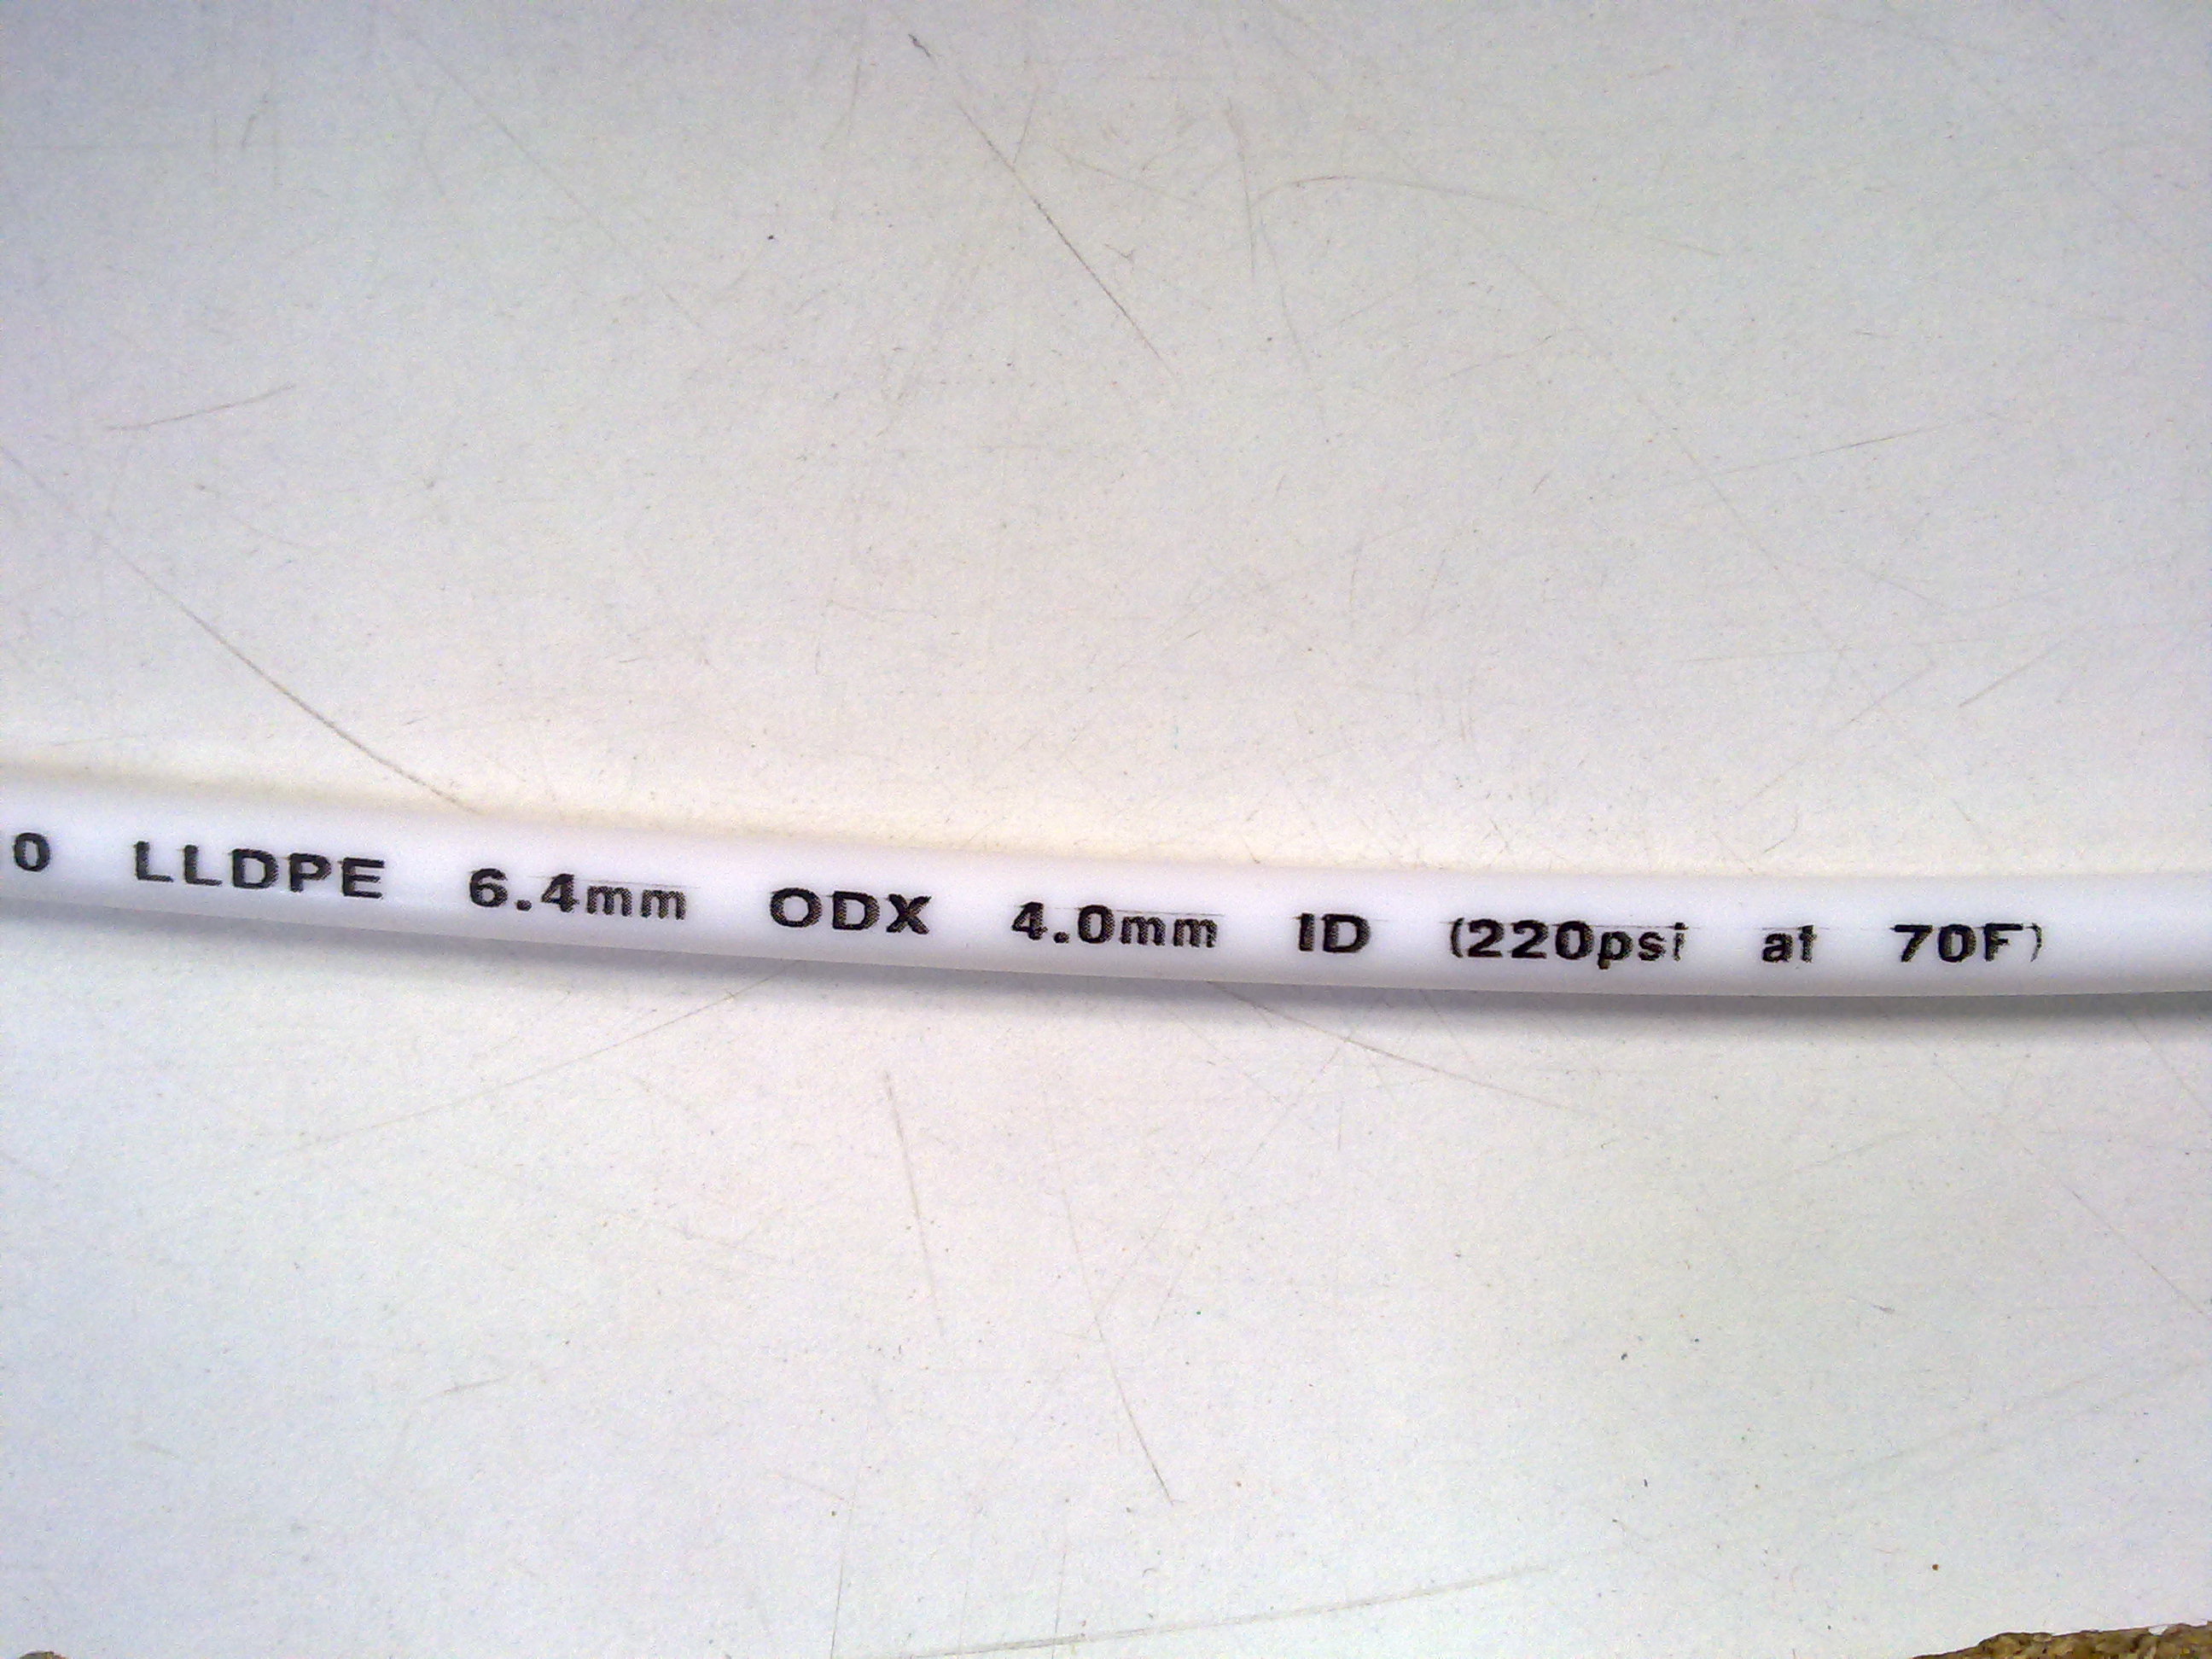 0 LLDPE 6.4mm ODX 4.0mm ID (220psi at 70F)